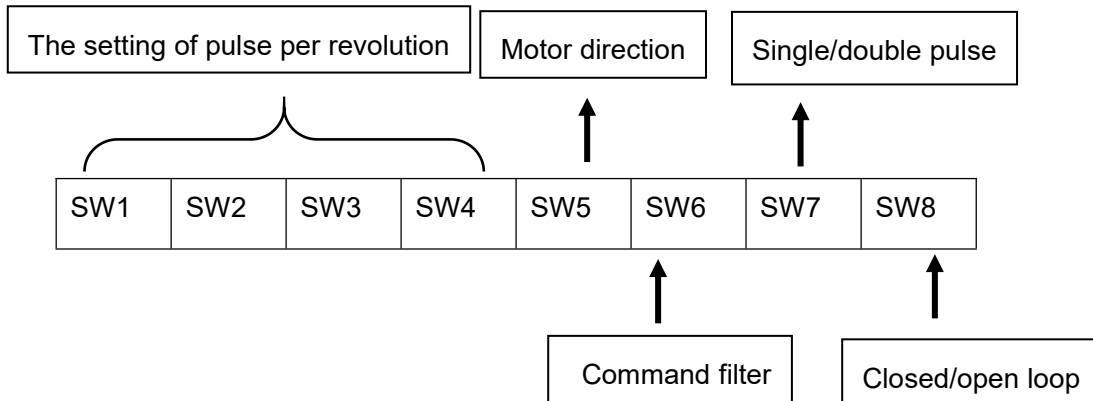 The setting of pulse per revolution
Motor direction
Single/double pulse
SW1 SW2 SW3 SW4 SW5 SW6 SW7 SW8
Command filter
Closed/open loop